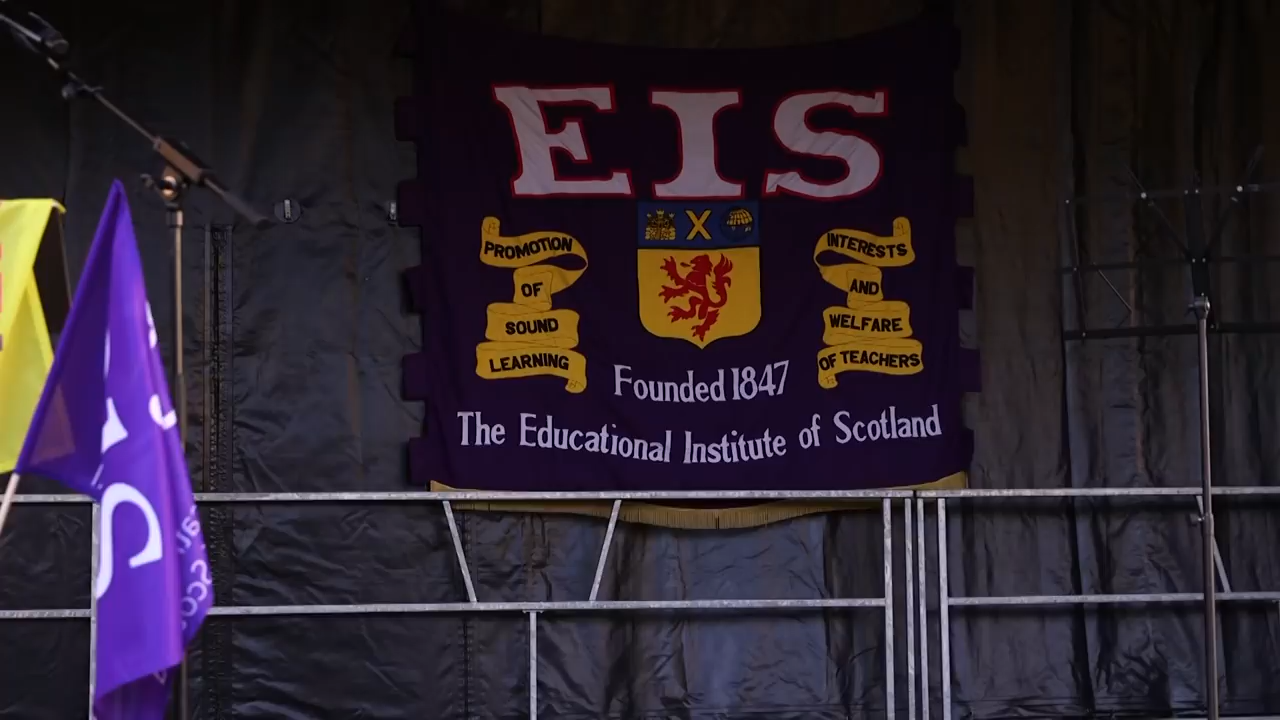 EIS
PROMOTION
OF
SOUND
LEARNING
INTERESTS
AND
WELFARE
OF TEACHERS
Founded 1847
The Educational Institute of Scotland
S